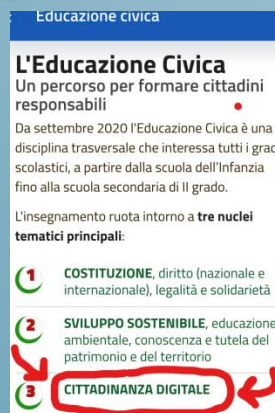 Educazione civica
L'Educazione Civica
Un percorso per formare cittadini
responsabili
Da settembre 2020 l'Educazione Civica è una
disciplina trasversale che interessa tutti i grad
scolastici, a partire dalla scuola dell'Infanzia
fino alla scuola secondaria di II grado.
L'insegnamento ruota intorno a tre nuclei
tematici principali:
1 COSTITUZIONE, diritto (nazionale e
internazionale), legalità e solidarietà
2 SVILUPPO SOSTENIBILE, educazione
ambientale, conoscenza e tutela del
patrimonio e del territorio
3 CITTADINANZA DIGITALE